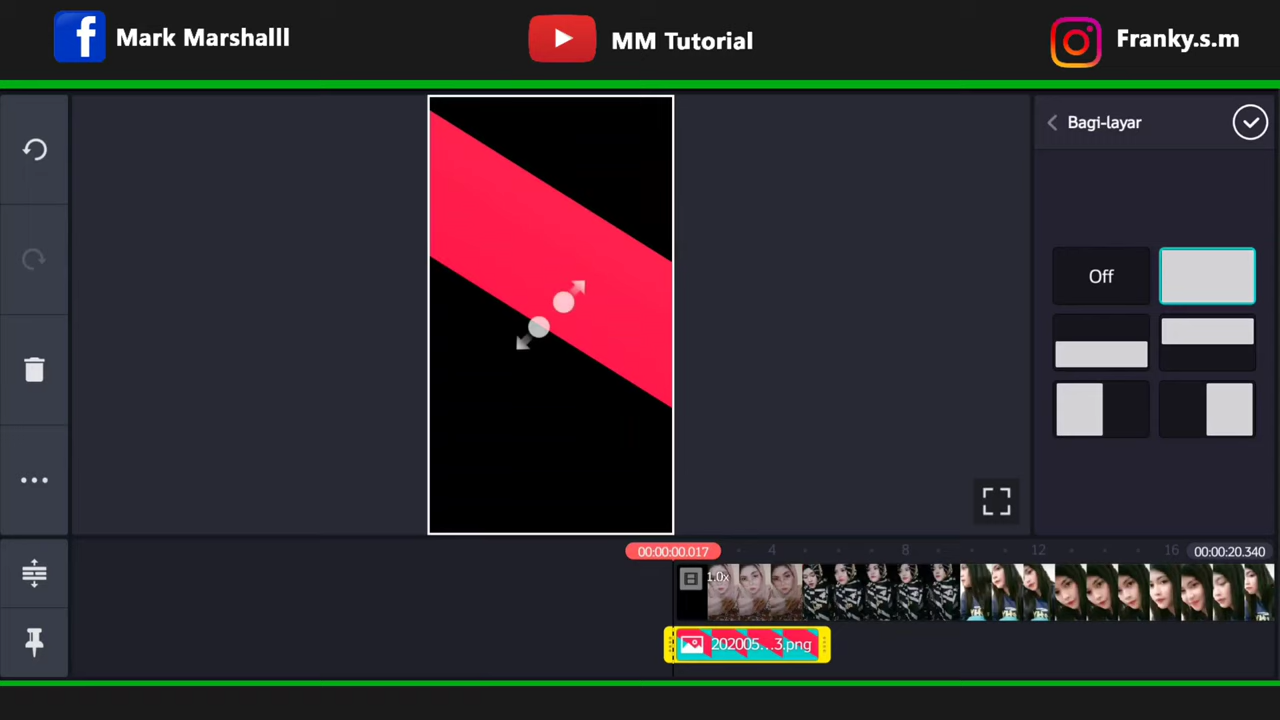 Mark Marshalll
MM Tutorial
Franky.s.m
Bagi-layar
Off
00:00:00.017
4
8
12
16
00:00:20.340
1.0x
202005...3.png